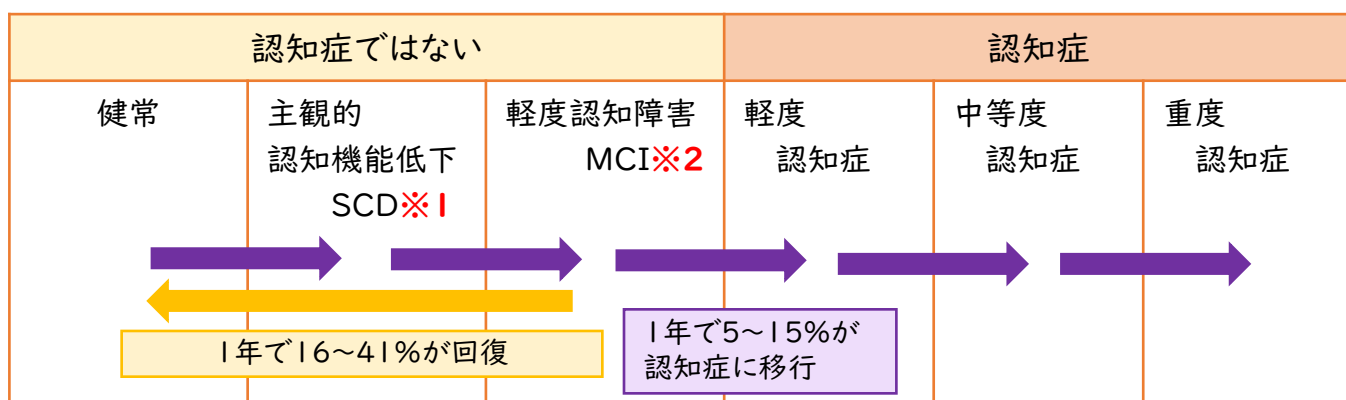 認知症ではない
認知症
健常
主観的
認知機能低下
SCD※1
軽度認知障害
MCI※2
軽度
認知症
中等度
認知症
重度
認知症
1年で16～41%が回復
1年で5～15%が
認知症に移行